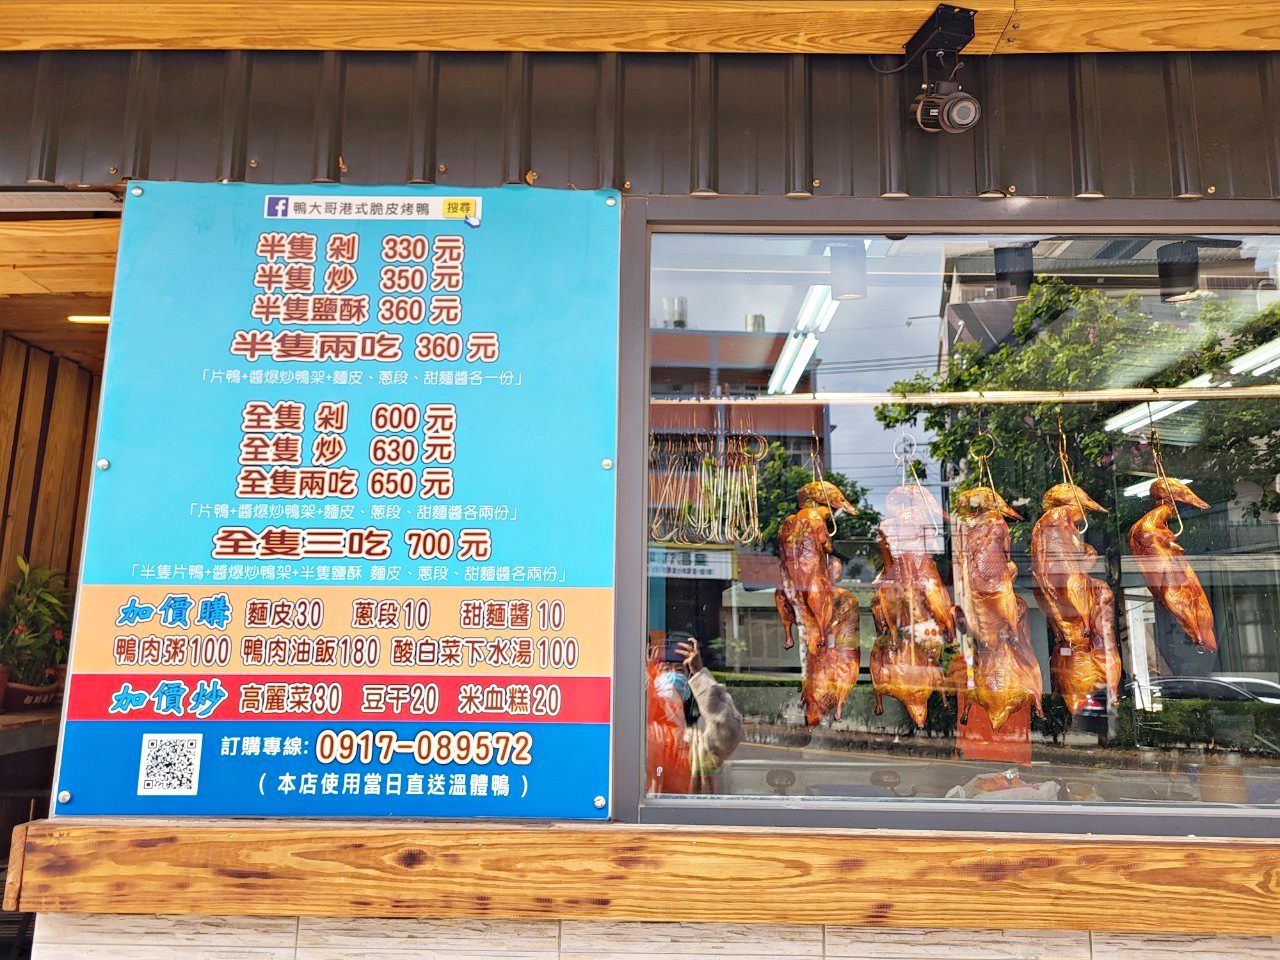 鴨大哥港式脆皮烤鴨 搜尋
半隻 剁 330元
半隻 炒 350元
半隻鹽酥 360元
半隻兩吃 360元
「片鴨+醬爆炒鴨架+麵皮、蔥段、甜麵醬各一份」
全隻 剁 600元
全隻 炒 630元
全隻兩吃 650元
「片鴨+醬爆炒鴨架+麵皮、蔥段、甜麵醬各兩份」
全隻三吃 700元
「半隻片鴨+醬爆炒鴨架+半隻鹽酥 麵皮、蔥段、甜麵醬各兩份」
加價購 麵皮30 蔥段10 甜麵醬10
鴨肉粥100 鴨肉油飯180 酸白菜下水湯100
加價炒 高麗菜30 豆干20 米血糕20
訂購專線: 0917-089572
( 本店使用當日直送溫體鴨 )